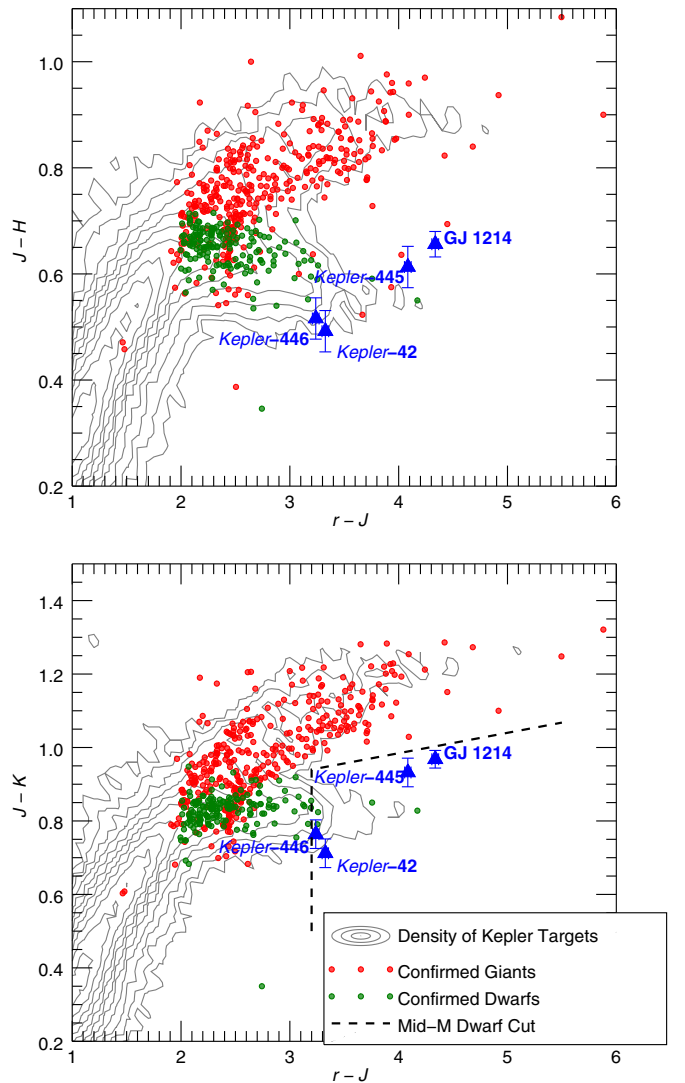 1.0
0.8
0.6
0.4
0.2
J − H
GJ 1214
Kepler−445
Kepler−446
Kepler−42
1 2 3 4 5 6
r − J
1.4
1.2
1.0
0.8
0.6
0.4
0.2
J − K
GJ 1214
Kepler−445
Kepler−446
Kepler−42
Density of Kepler Targets
Confirmed Giants
Confirmed Dwarfs
Mid−M Dwarf Cut
1 2 3 4 5 6
r − J